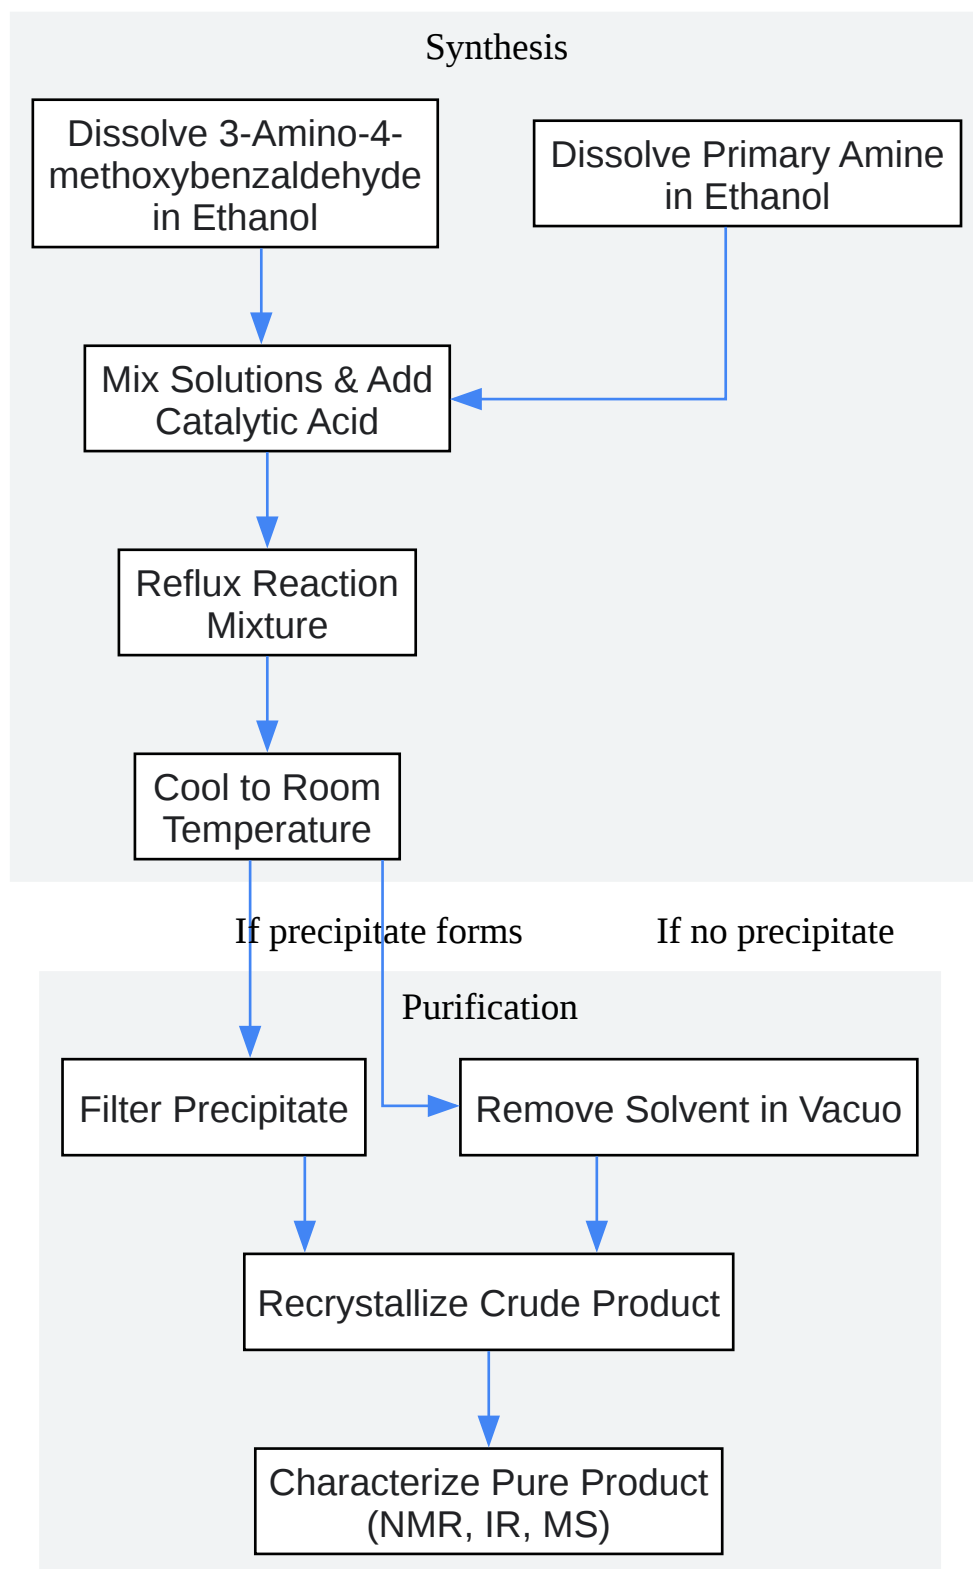 Synthesis
Dissolve 3-Amino-4-
methoxybenzaldehyde
in Ethanol
Dissolve Primary Amine
in Ethanol
Mix Solutions & Add
Catalytic Acid
Reflux Reaction
Mixture
Cool to Room
Temperature
If precipitate forms
If no precipitate
Purification
Filter Precipitate
Remove Solvent in Vacuo
Recrystallize Crude Product
Characterize Pure Product
(NMR, IR, MS)